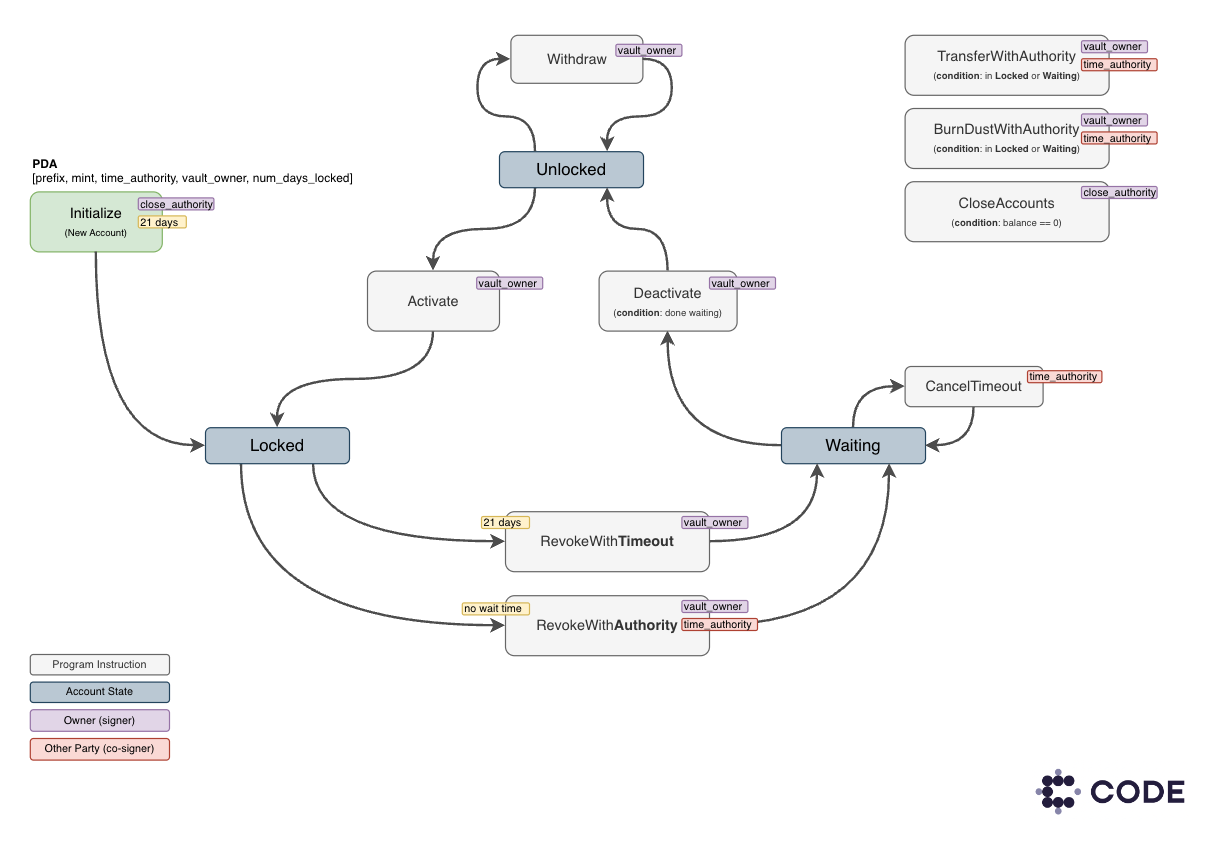 Withdraw
vault_owner
TransferWithAuthority
(condition: in Locked or Waiting)
vault_owner
time_authority
BurnDustWithAuthority
(condition: in Locked or Waiting)
vault_owner
time_authority
CloseAccounts
(condition: balance == 0)
close_authority
PDA
[prefix, mint, time_authority, vault_owner, num_days_locked]
Initialize
(New Account)
close_authority
21 days
Unlocked
Activate
vault_owner
Deactivate
(condition: done waiting)
vault_owner
CancelTimeout
time_authority
Locked
Waiting
21 days
RevokeWithTimeout
vault_owner
no wait time
RevokeWithAuthority
vault_owner
time_authority
Program Instruction
Account State
Owner (signer)
Other Party (co-signer)
CODE